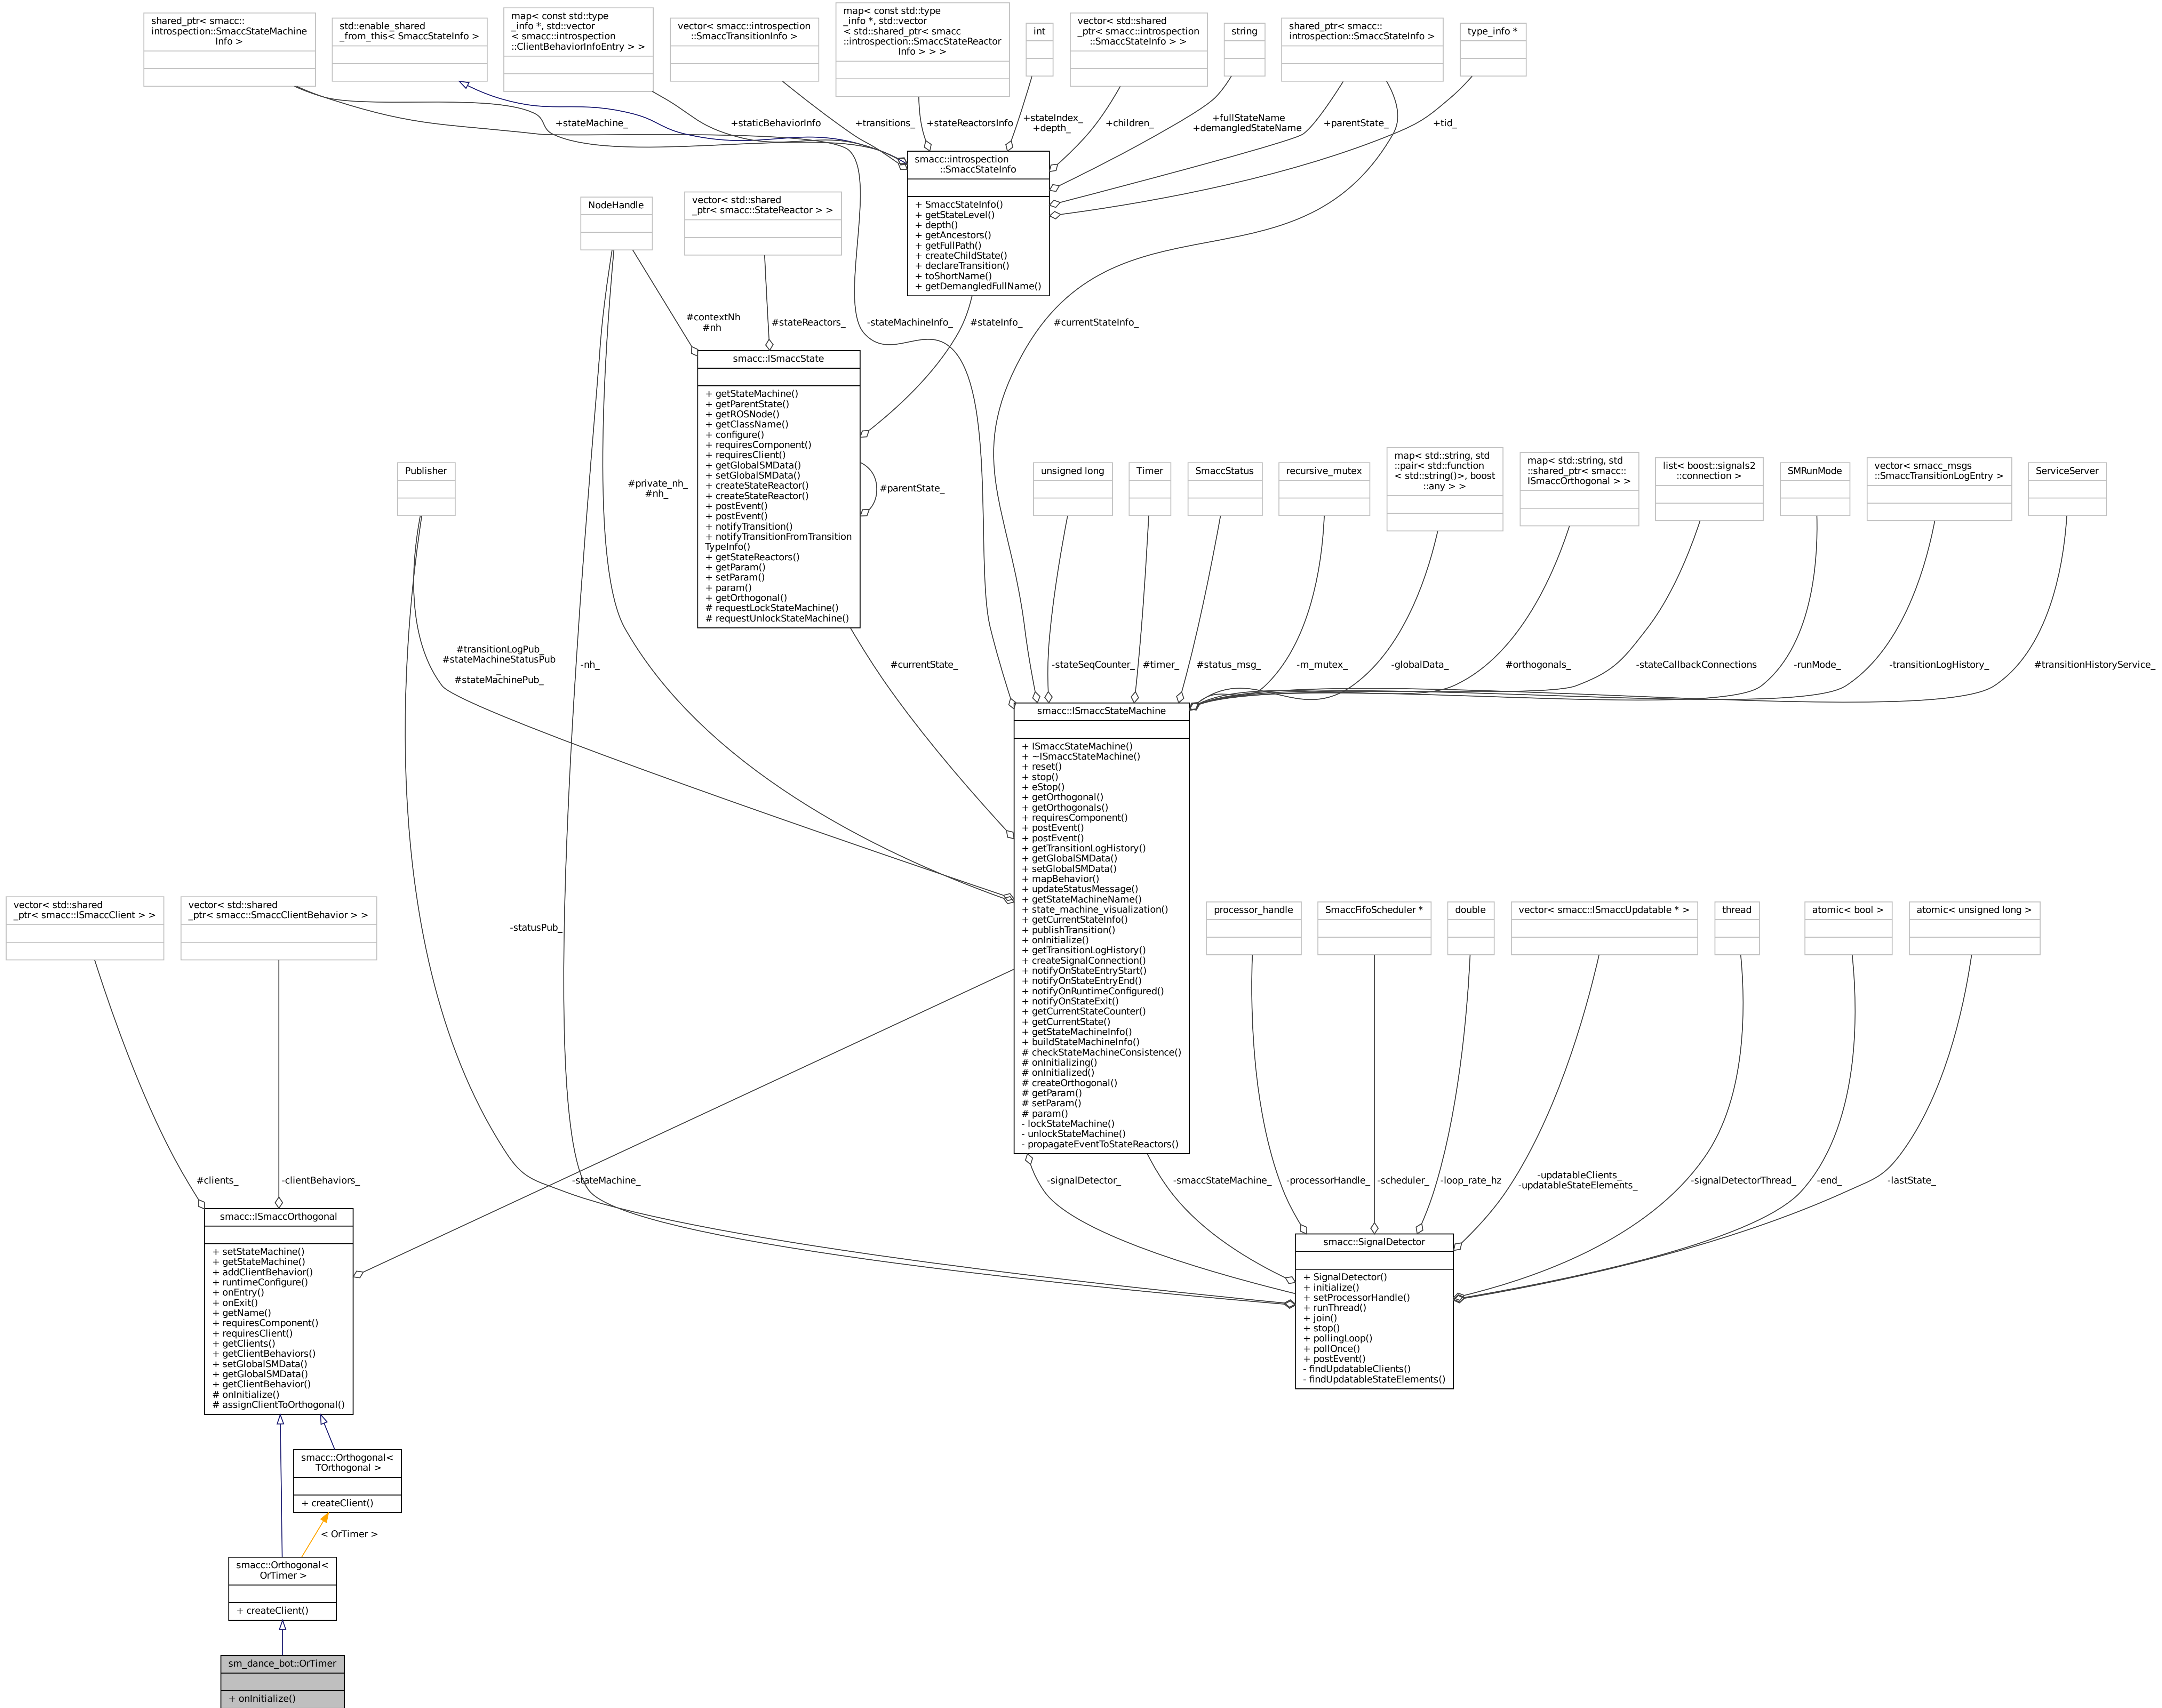 shared_ptr< smacc::
introspection::SmaccStateMachine
Info >
std::enable_shared
_from_this< SmaccStateInfo >
map< const std::type
_info *, std::vector
< smacc::introspection
::ClientBehaviorInfoEntry > >
vector< smacc::introspection
::SmaccTransitionInfo >
map< const std::type
_info *, std::vector
< std::shared_ptr< smacc
::introspection::SmaccStateReactor
Info > > >
int
vector< std::shared
_ptr< smacc::introspection
::SmaccStateInfo > >
string
shared_ptr< smacc::
introspection::SmaccStateInfo >
type_info *
+stateMachine_
+staticBehaviorInfo
+transitions_
+stateReactorsInfo
+stateIndex_
+depth_
+children_
+fullStateName
+demangledStateName
+parentState_
+tid_
smacc::introspection
::SmaccStateInfo
+ SmaccStateInfo()
+ getStateLevel()
+ depth()
+ getAncestors()
+ getFullPath()
+ createChildState()
+ declareTransition()
+ toShortName()
+ getDemangledFullName()
NodeHandle
vector< std::shared
_ptr< smacc::StateReactor > >
#contextNh
#nh
#stateReactors_
-stateMachineInfo_
#stateInfo_
#currentStateInfo_
smacc::ISmaccState
+ getStateMachine()
+ getParentState()
+ getROSNode()
+ getClassName()
+ configure()
+ requiresComponent()
+ requiresClient()
+ getGlobalSMData()
+ setGlobalSMData()
+ createStateReactor()
+ createStateReactor()
+ postEvent()
+ postEvent()
+ notifyTransition()
+ notifyTransitionFromTransition
TypeInfo()
+ getStateReactors()
+ getParam()
+ setParam()
+ param()
+ getOrthogonal()
# requestLockStateMachine()
# requestUnlockStateMachine()
#parentState_
#private_nh_
#nh_
Publisher
unsigned long
Timer
SmaccStatus
recursive_mutex
map< std::string, std
::pair< std::function
< std::string()>, boost
::any > >
map< std::string, std
::shared_ptr< smacc::
ISmaccOrthogonal > >
list< boost::signals2
::connection >
SMRunMode
vector< smacc_msgs
::SmaccTransitionLogEntry >
ServiceServer
#transitionLogPub_
#stateMachineStatusPub
_
#stateMachinePub_
-nh_
#currentState_
-stateSeqCounter_
#timer_
#status_msg_
-m_mutex_
-globalData_
#orthogonals_
-stateCallbackConnections
-runMode_
-transitionLogHistory_
#transitionHistoryService_
smacc::ISmaccStateMachine
+ ISmaccStateMachine()
+ ~ISmaccStateMachine()
+ reset()
+ stop()
+ eStop()
+ getOrthogonal()
+ getOrthogonals()
+ requiresComponent()
+ postEvent()
+ postEvent()
+ getTransitionLogHistory()
+ getGlobalSMData()
+ setGlobalSMData()
+ mapBehavior()
+ updateStatusMessage()
+ getStateMachineName()
+ state_machine_visualization()
+ getCurrentStateInfo()
+ publishTransition()
+ onInitialize()
+ getTransitionLogHistory()
+ createSignalConnection()
+ notifyOnStateEntryStart()
+ notifyOnStateEntryEnd()
+ notifyOnRuntimeConfigured()
+ notifyOnStateExit()
+ getCurrentStateCounter()
+ getCurrentState()
+ getStateMachineInfo()
+ buildStateMachineInfo()
# checkStateMachineConsistence()
# onInitializing()
# onInitialized()
# createOrthogonal()
# getParam()
# setParam()
# param()
- lockStateMachine()
- unlockStateMachine()
- propagateEventToStateReactors()
vector< std::shared
_ptr< smacc::ISmaccClient > >
vector< std::shared
_ptr< smacc::SmaccClientBehavior > >
-statusPub_
processor_handle
SmaccFifoScheduler *
double
vector< smacc::ISmaccUpdatable * >
thread
atomic< bool >
atomic< unsigned long >
#clients_
-clientBehaviors_
-stateMachine_
-signalDetector_
-smaccStateMachine_
-processorHandle_
-scheduler_
-loop_rate_hz
-updatableClients_
-updatableStateElements_
-signalDetectorThread_
-end_
-lastState_
smacc::ISmaccOrthogonal
+ setStateMachine()
+ getStateMachine()
+ addClientBehavior()
+ runtimeConfigure()
+ onEntry()
+ onExit()
+ getName()
+ requiresComponent()
+ requiresClient()
+ getClients()
+ getClientBehaviors()
+ setGlobalSMData()
+ getGlobalSMData()
+ getClientBehavior()
# onInitialize()
# assignClientToOrthogonal()
smacc::SignalDetector
+ SignalDetector()
+ initialize()
+ setProcessorHandle()
+ runThread()
+ join()
+ stop()
+ pollingLoop()
+ pollOnce()
+ postEvent()
- findUpdatableClients()
- findUpdatableStateElements()
smacc::Orthogonal<
TOrthogonal >
+ createClient()
< OrTimer >
smacc::Orthogonal<
OrTimer >
+ createClient()
sm_dance_bot::OrTimer
+ onInitialize()